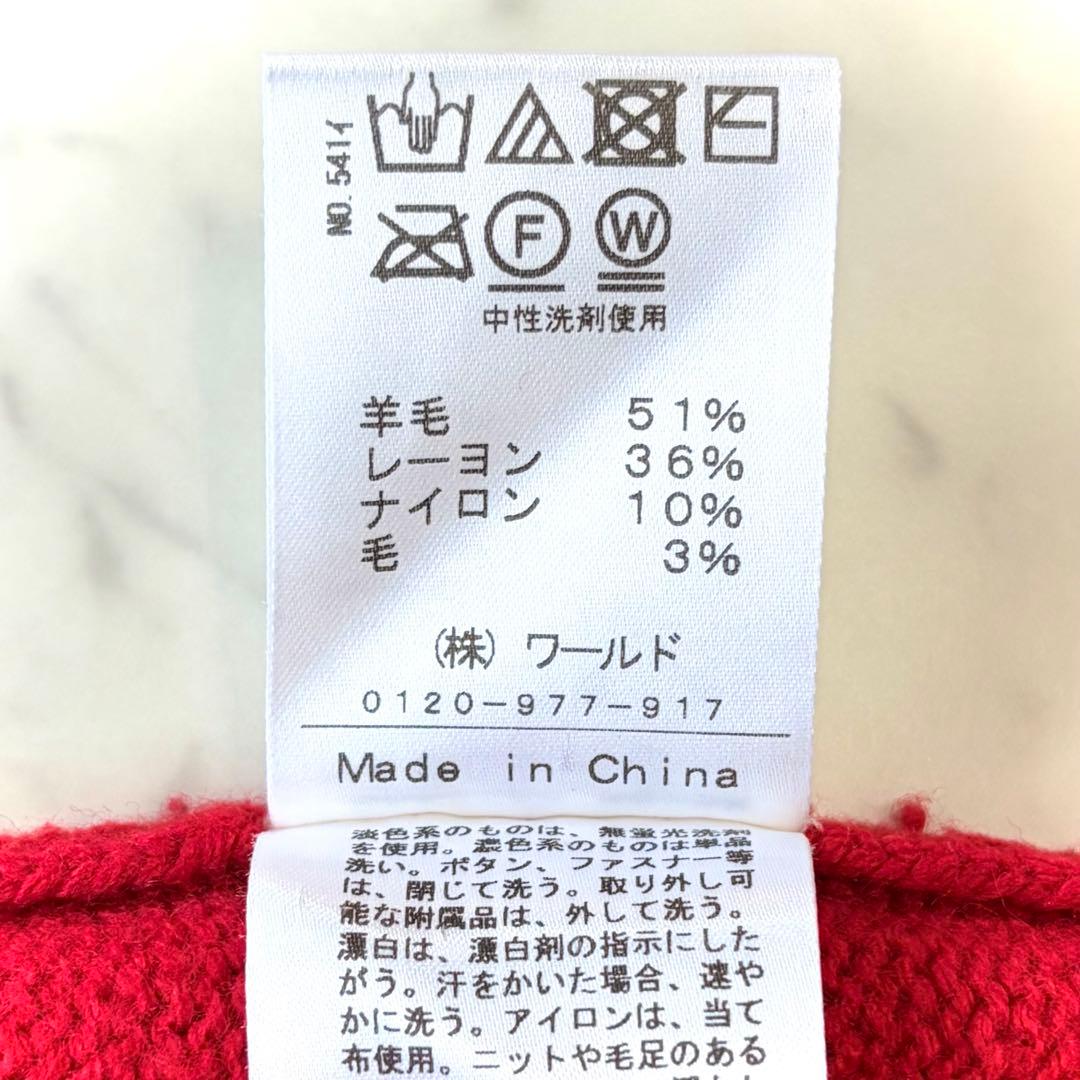 NO. 541イ
F W
中性洗剤使用
羊毛 51%
レーヨン 36%
ナイロン 10%
毛 3%
(株) ワールド
0120-977-917
Made in China
淡色系のものは、無蛍光洗剤
を使用。濃色系のものは単品
洗い。ボタン、ファスナー等
は、閉じて洗う。取り外し可
能な附属品は、外して洗う。
漂白は、漂白剤の指示にした
がう。汗をかいた場合、速や
かに洗う。アイロンは、当て
布使用。ニットや毛足のある